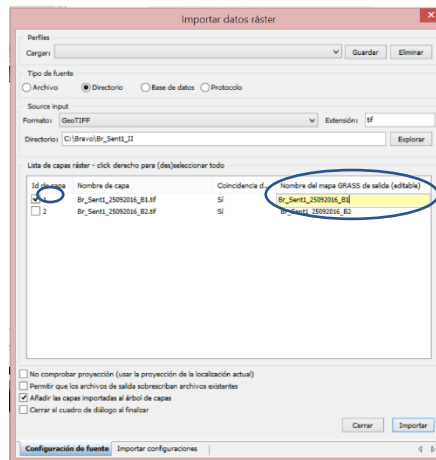 Importar datos ráster
Perfiles
Cargar: Guardar Eliminar
Tipo de fuente
Archivo Directorio Base de datos Protocolo
Source input
Formato: GeoTIFF Extensión: tif
Directorio: C:\Bravo\Br_Sent1_II Explorar
Lista de capas ráster - click derecho para (des)seleccionar todo
Id de capa Nombre de capa Coincidencia d... Nombre del mapa GRASS de salida (editable)
1 Br_Sent1_25092016_B1.tif Sí Br_Sent1_25092016_B1
2 Br_Sent1_25092016_B2.tif Sí Br_Sent1_25092016_B2
No comprobar proyección (usar la proyección de la localización actual)
Permitir que los archivos de salida sobrescriban archivos existentes
Añadir las capas importadas al árbol de capas
Cerrar el cuadro de diálogo al finalizar
Cerrar Importar
Configuración de fuente Importar configuraciones